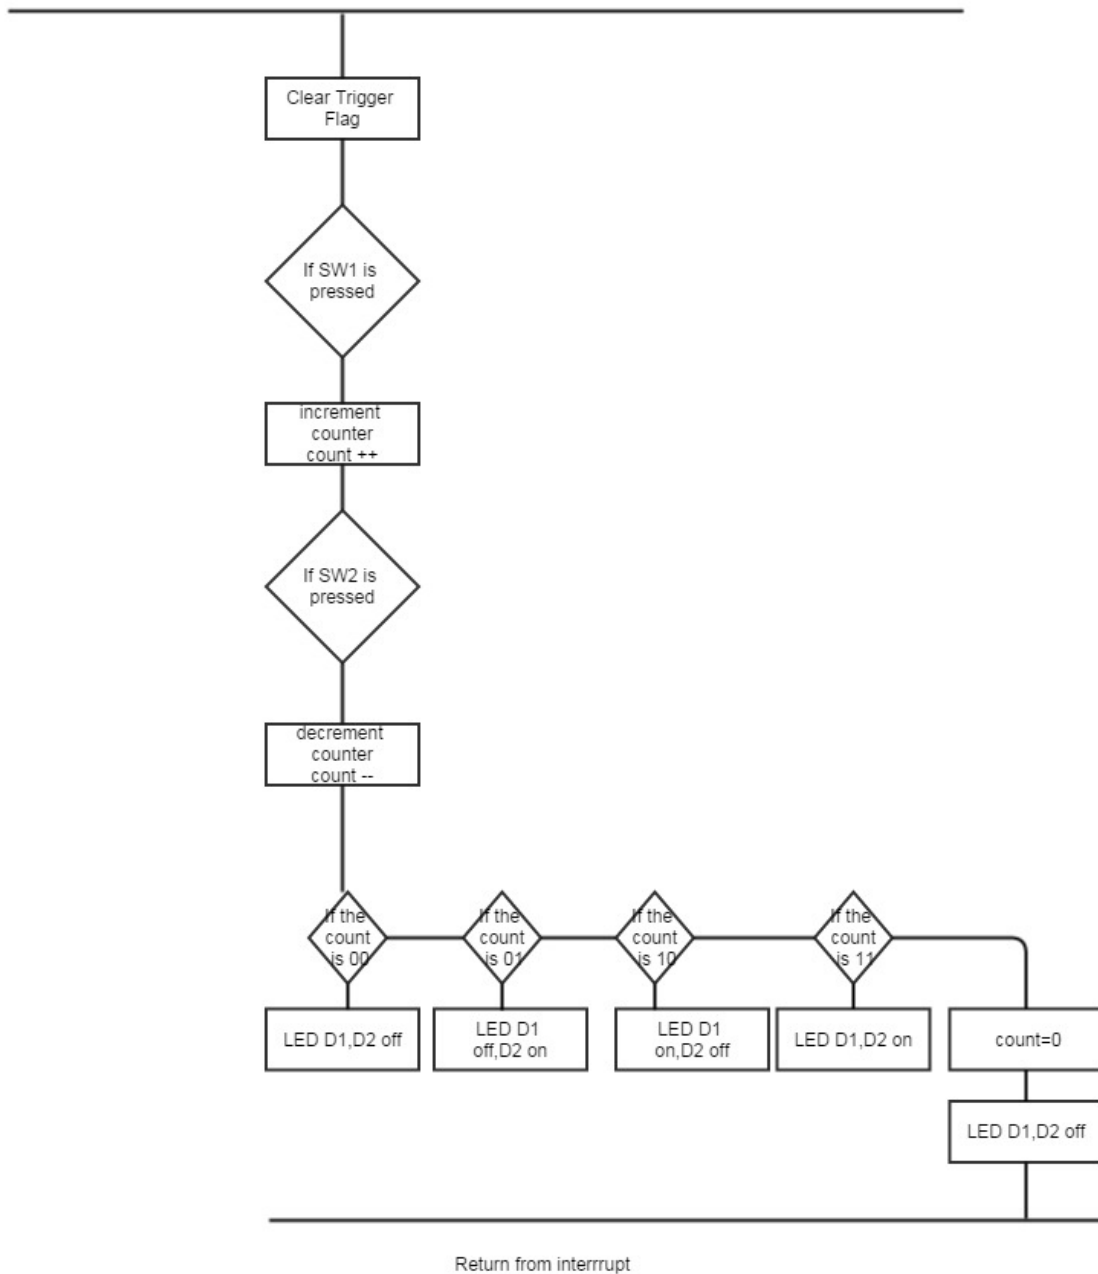 Clear Trigger
Flag
If SW1 is
pressed
increment
counter
count ++
If SW2 is
pressed
decrement
counter
count --
If the
count
is 00
If the
count
is 01
If the
count
is 10
If the
count
is 11
LED D1,D2 off
LED D1
off,D2 on
LED D1
on,D2 off
LED D1,D2 on
count=0
LED D1,D2 off
Return from interrrupt